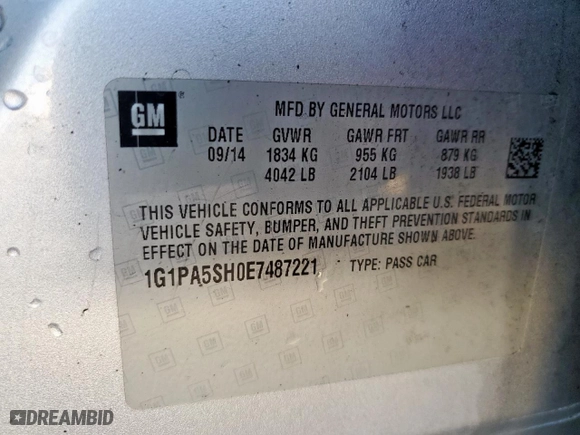 GM
MFD BY GENERAL MOTORS LLC
DATE GVWR GAWR FRT GAWR RR
09/14 1834 KG 955 KG 879 KG
4042 LB 2104 LB 1938 LB
THIS VEHICLE CONFORMS TO ALL APPLICABLE U.S. FEDERAL MOTOR
VEHICLE SAFETY, BUMPER, AND THEFT PREVENTION STANDARDS IN
EFFECT ON THE DATE OF MANUFACTURE SHOWN ABOVE.
1G1PA5SH0E7487221 TYPE: PASS CAR
DREAMBID